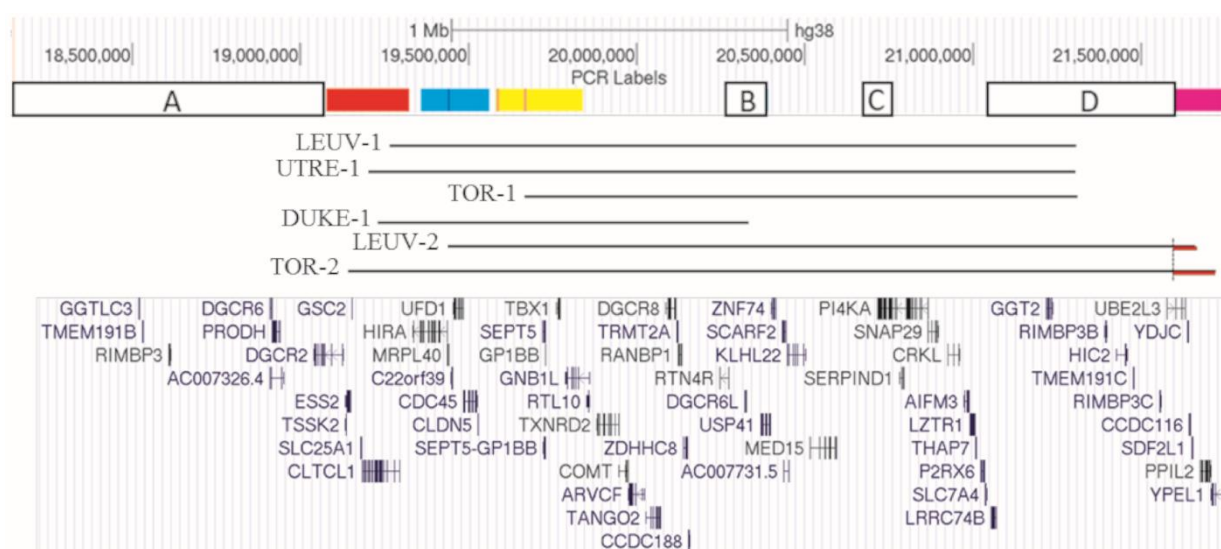 1 Mb hg38
18,500,000 19,000,000 19,500,000 20,000,000 20,500,000 21,000,000 21,500,000
PCR Labels
A B C D
LEUV-1
UTRE-1
TOR-1
DUKE-1
LEUV-2
TOR-2
GGTLC3 DGCR6 GSC2 UFD1 TBX1 DGCR8 ZNF74 PI4KA GGT2 UBE2L3
TMEM191B PRODH HIRA SEPT5 TRMT2A SCARF2 SNAP29 RIMBP3B YDJC
RIMBP3 DGCR2 MRPL40 GP1BB RANBP1 KLHL22 CRKL HIC2
AC007326.4 C22orf39 GNB1L RTN4R SERPIND1 TMEM191C
ESS2 CDC45 RTL10 DGCR6L AIFM3 RIMBP3C
TSSK2 CLDN5 TXNRD2 USP41 LZTR1 CCDC116
SLC25A1 SEPT5-GP1BB ZDHHC8 MED15 THAP7 SDF2L1
CLTCL1 COMT AC007731.5 P2RX6 PPIL2
ARVCF SLC7A4 YPEL1
TANGO2 LRRC74B
CCDC188